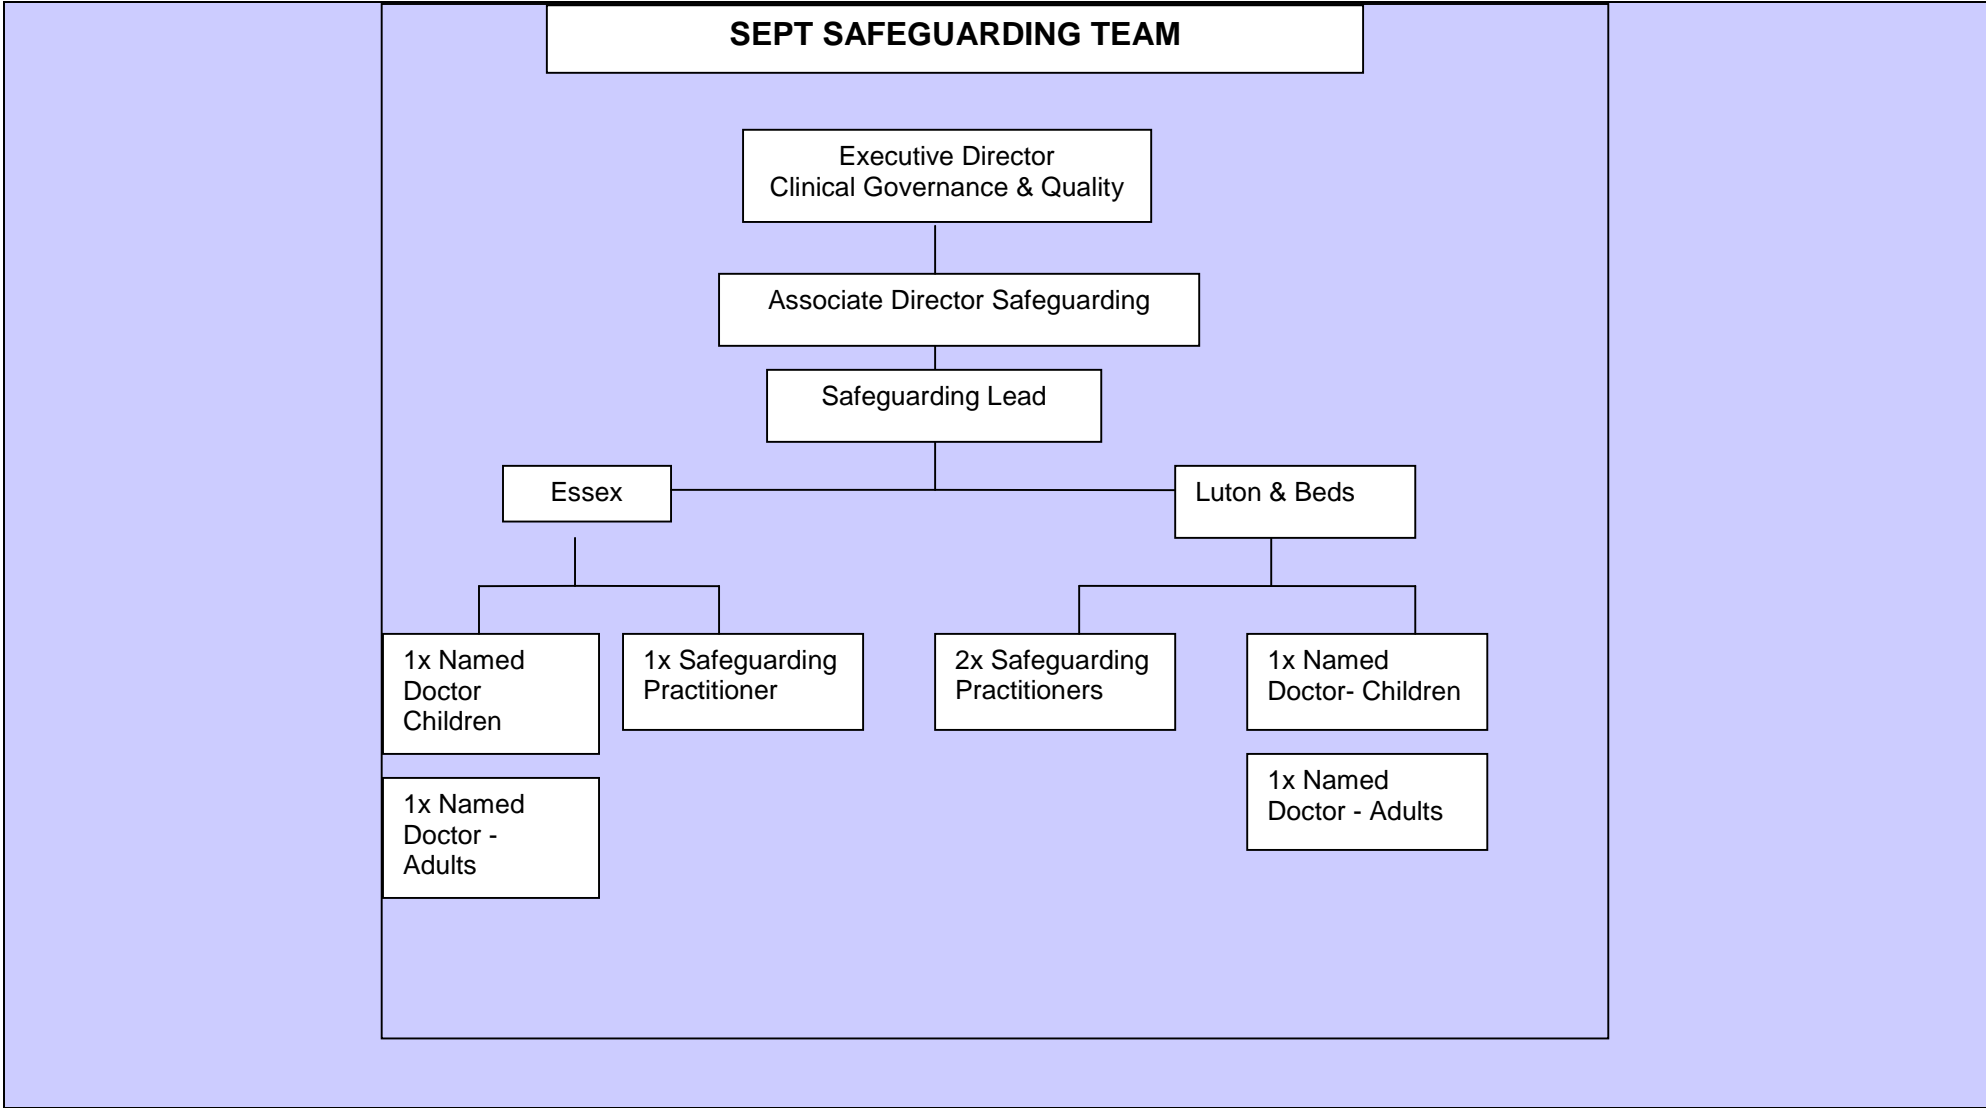 SEPT SAFEGUARDING TEAM
Executive Director
Clinical Governance & Quality
Associate Director Safeguarding
Safeguarding Lead
Essex
Luton & Beds
1x Named
Doctor
Children
1x Safeguarding
Practitioner
2x Safeguarding
Practitioners
1x Named
Doctor- Children
1x Named
Doctor -
Adults
1x Named
Doctor - Adults